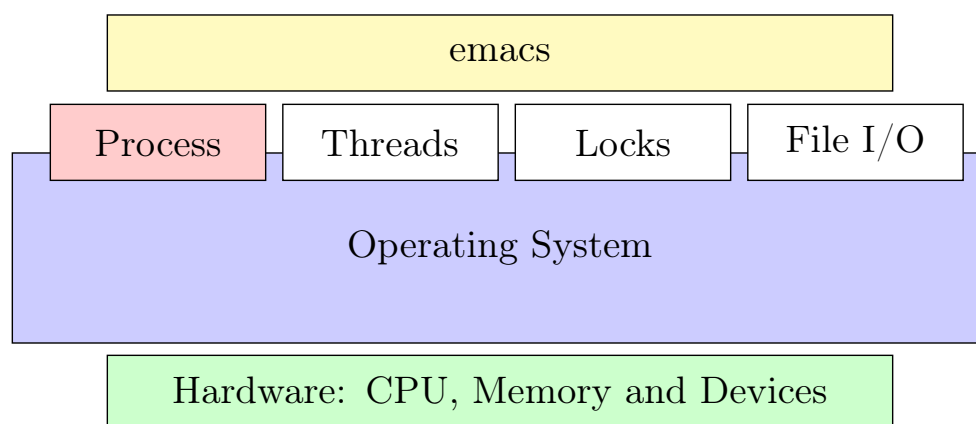 emacs
Process
Threads
Locks
File I/O
Operating System
Hardware: CPU, Memory and Devices